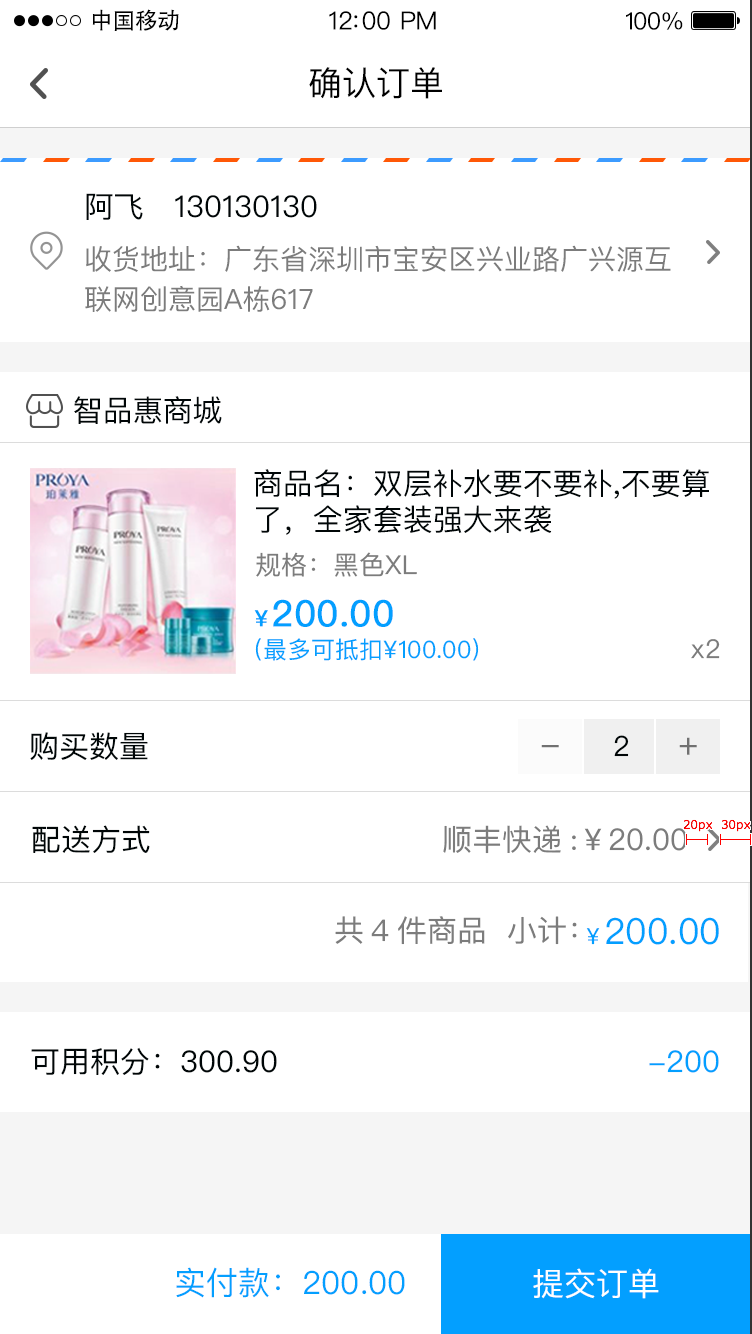 中国移动 12:00 PM 100%
确认订单
阿飞 130130130
收货地址：广东省深圳市宝安区兴业路广兴源互
联网创意园A栋617
智品惠商城
PROYA
珀莱雅
PROYA
PROYA
PROYA
商品名：双层补水要不要补,不要算
了，全家套装强大来袭
规格：黑色XL
¥200.00
(最多可抵扣¥100.00)
x2
购买数量 − 2 +
配送方式 顺丰快递 : ¥ 20.00
20px 30px
共 4 件商品 小计: ¥ 200.00
可用积分：300.90 -200
实付款：200.00 提交订单